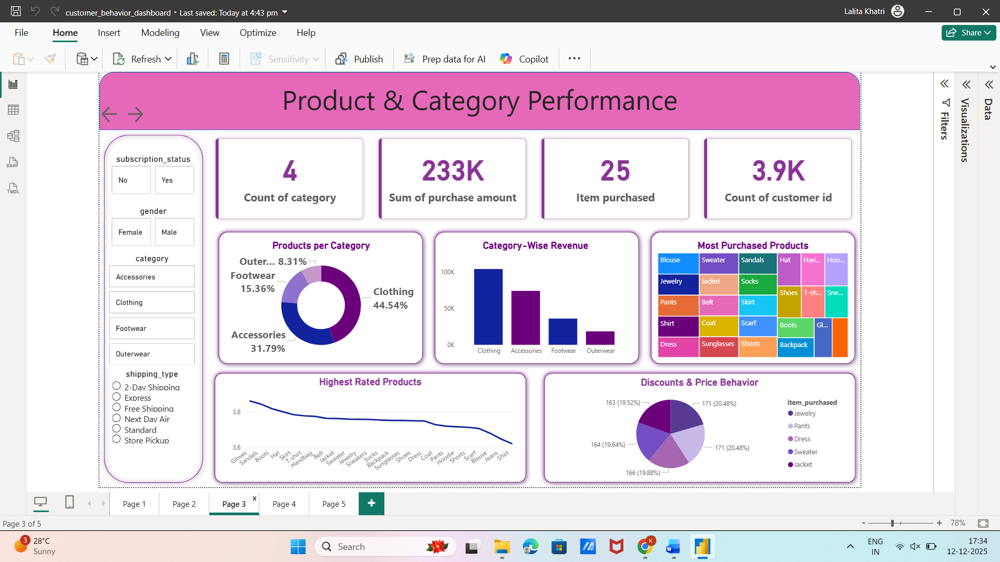 customer_behavior_dashboard • Last saved: Today at 4:43 pm
Lalita Khatri
File Home Insert Modeling View Optimize Help
Share
Refresh
Sensitivity
Publish
Prep data for AI
Copilot
Product & Category Performance
Filters
Visualizations
Data
DAX
TMDL
subscription_status
No
Yes
gender
Female
Male
category
Accessories
Clothing
Footwear
Outerwear
shipping_type
2-Day Shipping
Express
Free Shipping
Next Day Air
Standard
Store Pickup
4
Count of category
233K
Sum of purchase amount
25
Item purchased
3.9K
Count of customer id
Products per Category
Outer... 8.31%
Footwear
15.36%
Clothing
44.54%
Accessories
31.79%
Category-Wise Revenue
100K
50K
0K
Clothing
Accessories
Footwear
Outerwear
Most Purchased Products
Blouse
Jewelry
Pants
Shirt
Dress
Sweater
Jacket
Belt
Coat
Sunglasses
Sandals
Socks
Skirt
Scarf
Shorts
Hat
Han...
Hoo...
Shoes
T-sh...
Sne...
Boots
Backpack
Gl...
Highest Rated Products
3.8
3.6
Gloves
Sandals
Boots
Hat
Skirt
T-shirt
Handbag
Belt
Jacket
Sweater
Jewelry
Sneakers
Socks
Backpack
Sunglasses
Shoes
Dress
Coat
Pants
Hoodie
Shorts
Scarf
Blouse
Jeans
Shirt
Discounts & Price Behavior
163 (19.52%)
171 (20.48%)
164 (19.64%)
171 (20.48%)
166 (19.88%)
item_purchased
Jewelry
Pants
Dress
Sweater
Jacket
Page 1
Page 2
Page 3
x
Page 4
Page 5
+
Page 3 of 5
- + 78%
3
28°C
Sunny
Search
K
W
ENG
IN
17:34
12-12-2025